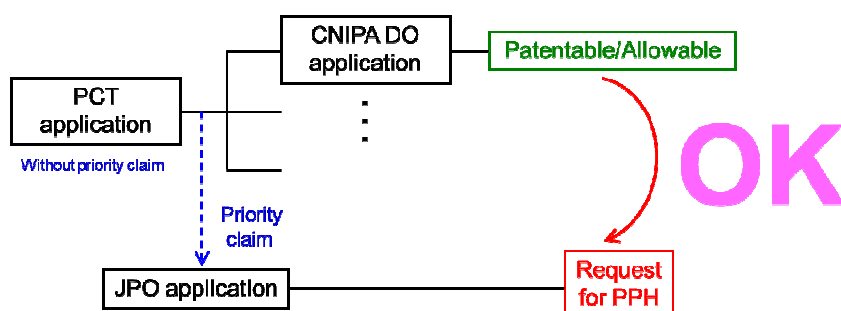 CNIPA DO
application
Patentable/Allowable
PCT
application
Without priority claim
OK
Priority
claim
JPO application
Request
for PPH